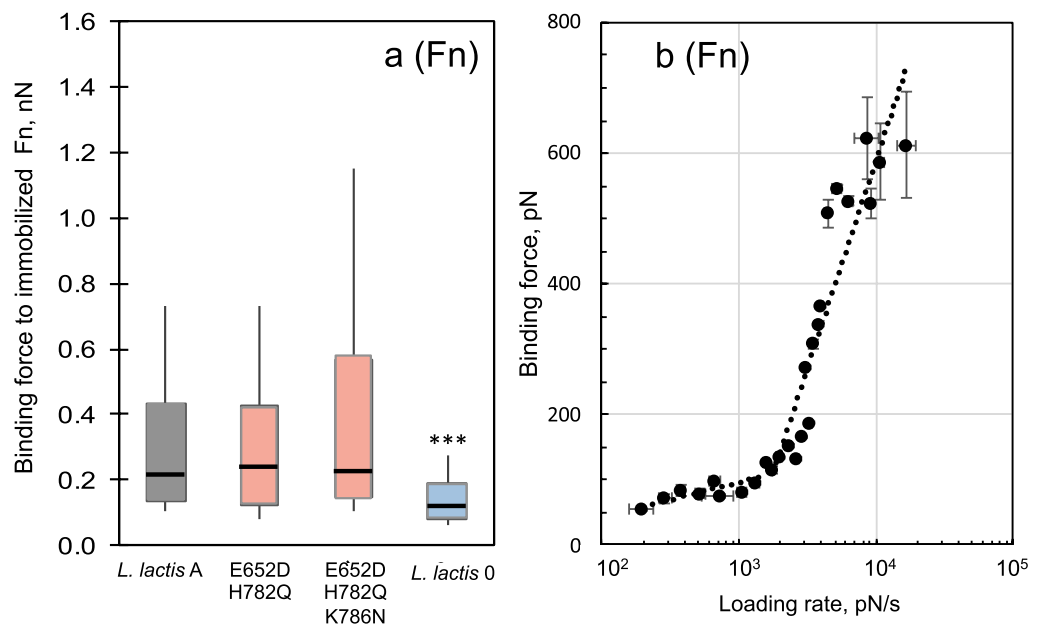 a (Fn)
Binding force to immobilized Fn, nN
1.6
1.4
1.2
1.0
0.8
0.6
0.4
0.2
0.0
***
L. lactis A
E652D
H782Q
E652D
H782Q
K786N
L. lactis 0
b (Fn)
Binding force, pN
800
600
400
200
0
10²
10³
10⁴
10⁵
Loading rate, pN/s